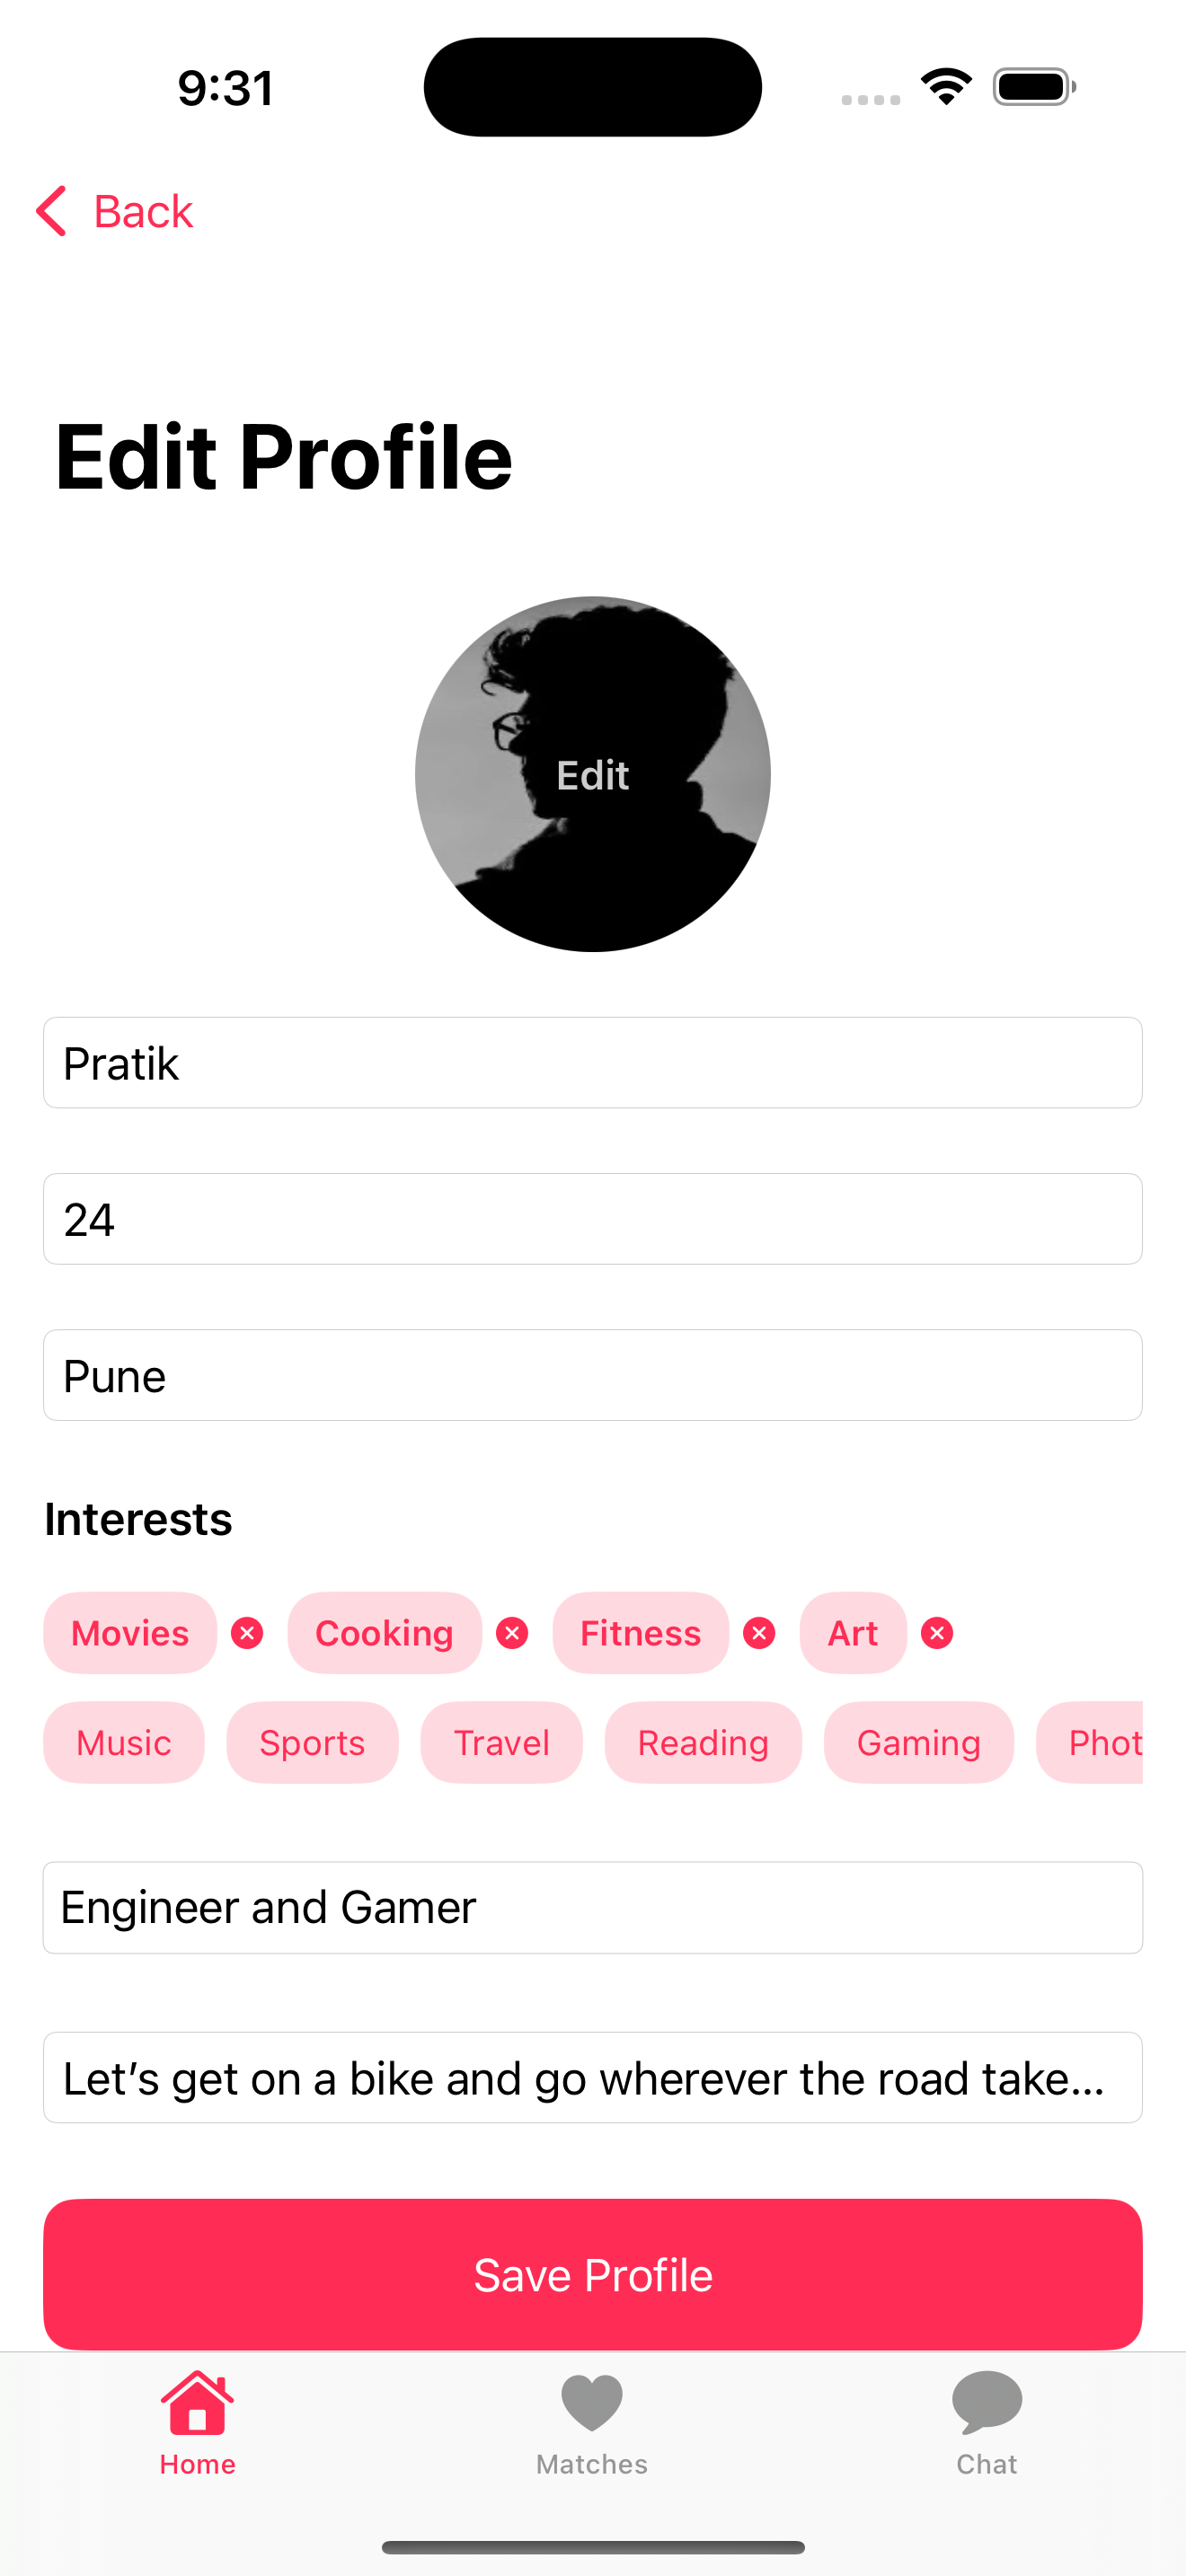 9:31
Back
Edit Profile
Edit
Pratik
24
Pune
Interests
Movies Cooking Fitness Art
Music Sports Travel Reading Gaming Phot
Engineer and Gamer
Let’s get on a bike and go wherever the road take...
Save Profile
Home Matches Chat